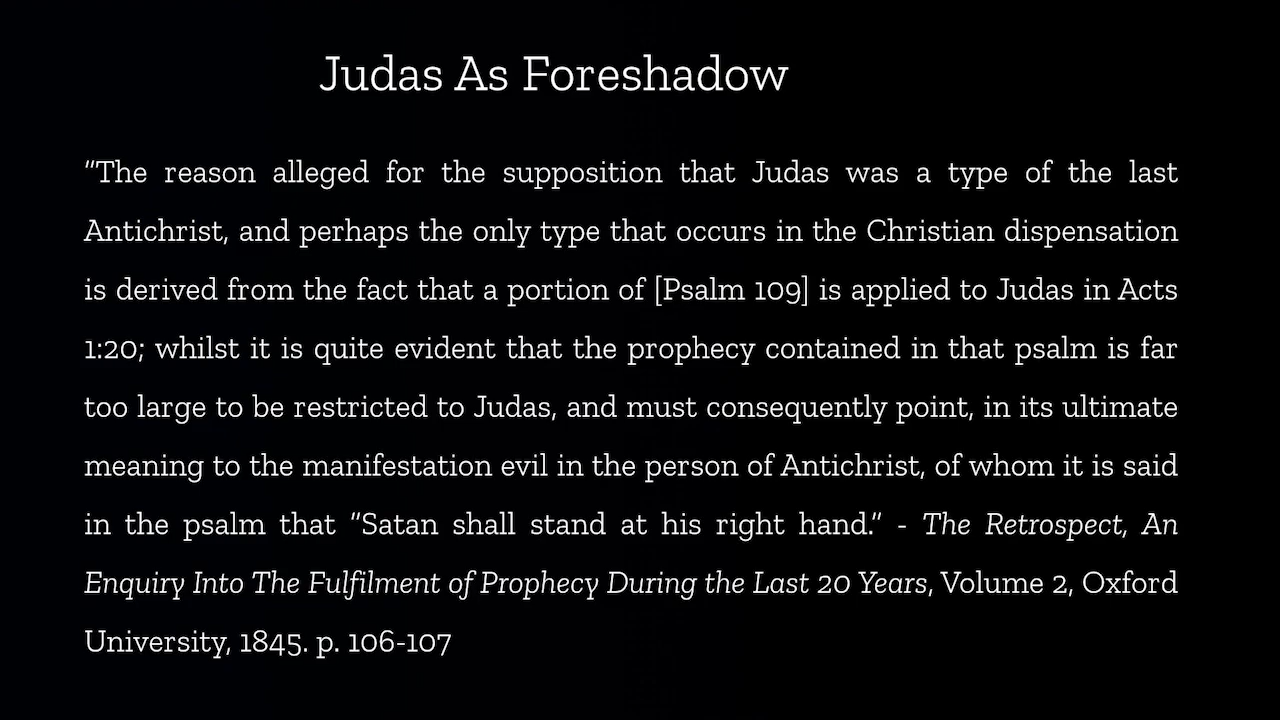 Judas As Foreshadow
"The reason alleged for the supposition that Judas was a type of the last
Antichrist, and perhaps the only type that occurs in the Christian dispensation
is derived from the fact that a portion of [Psalm 109] is applied to Judas in Acts
1:20; whilst it is quite evident that the prophecy contained in that psalm is far
too large to be restricted to Judas, and must consequently point, in its ultimate
meaning to the manifestation evil in the person of Antichrist, of whom it is said
in the psalm that "Satan shall stand at his right hand." - The Retrospect, An
Enquiry Into The Fulfilment of Prophecy During the Last 20 Years, Volume 2, Oxford
University, 1845. p. 106-107